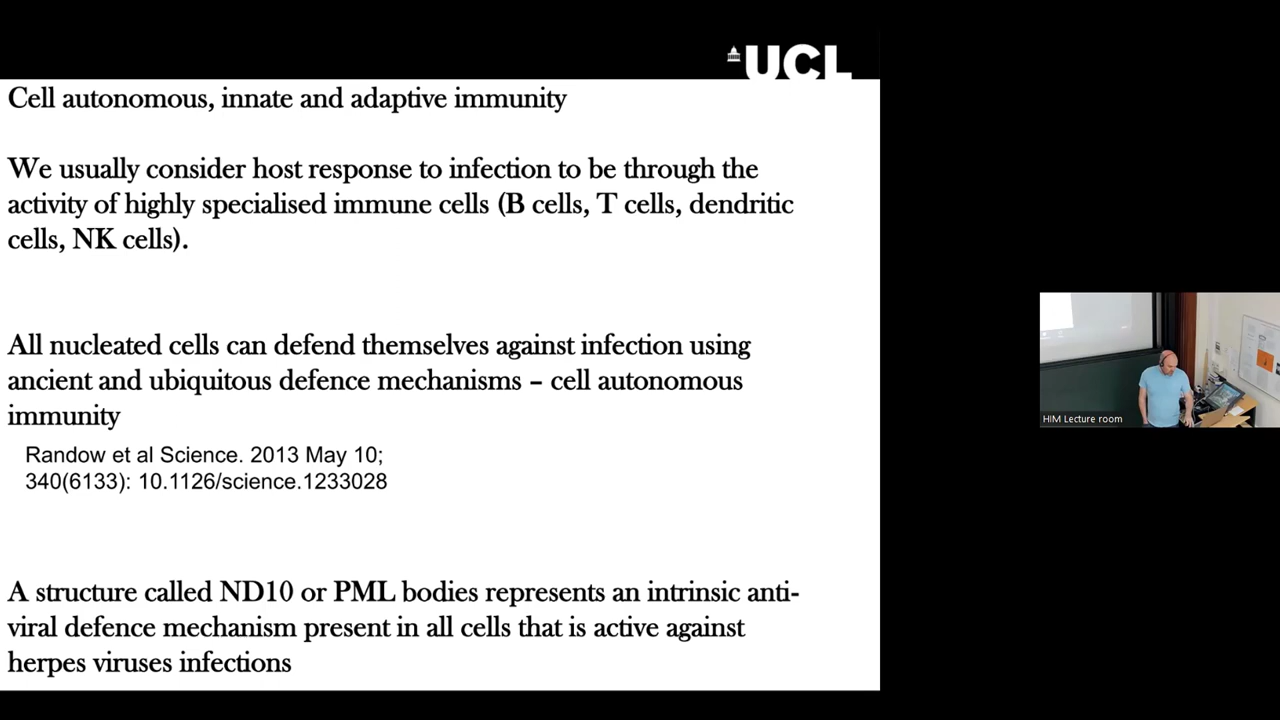 UCL
Cell autonomous, innate and adaptive immunity
We usually consider host response to infection to be through the
activity of highly specialised immune cells (B cells, T cells, dendritic
cells, NK cells).
All nucleated cells can defend themselves against infection using
ancient and ubiquitous defence mechanisms – cell autonomous
immunity
Randow et al Science. 2013 May 10;
340(6133): 10.1126/science.1233028
A structure called ND10 or PML bodies represents an intrinsic anti-
viral defence mechanism present in all cells that is active against
herpes viruses infections
HIM Lecture room